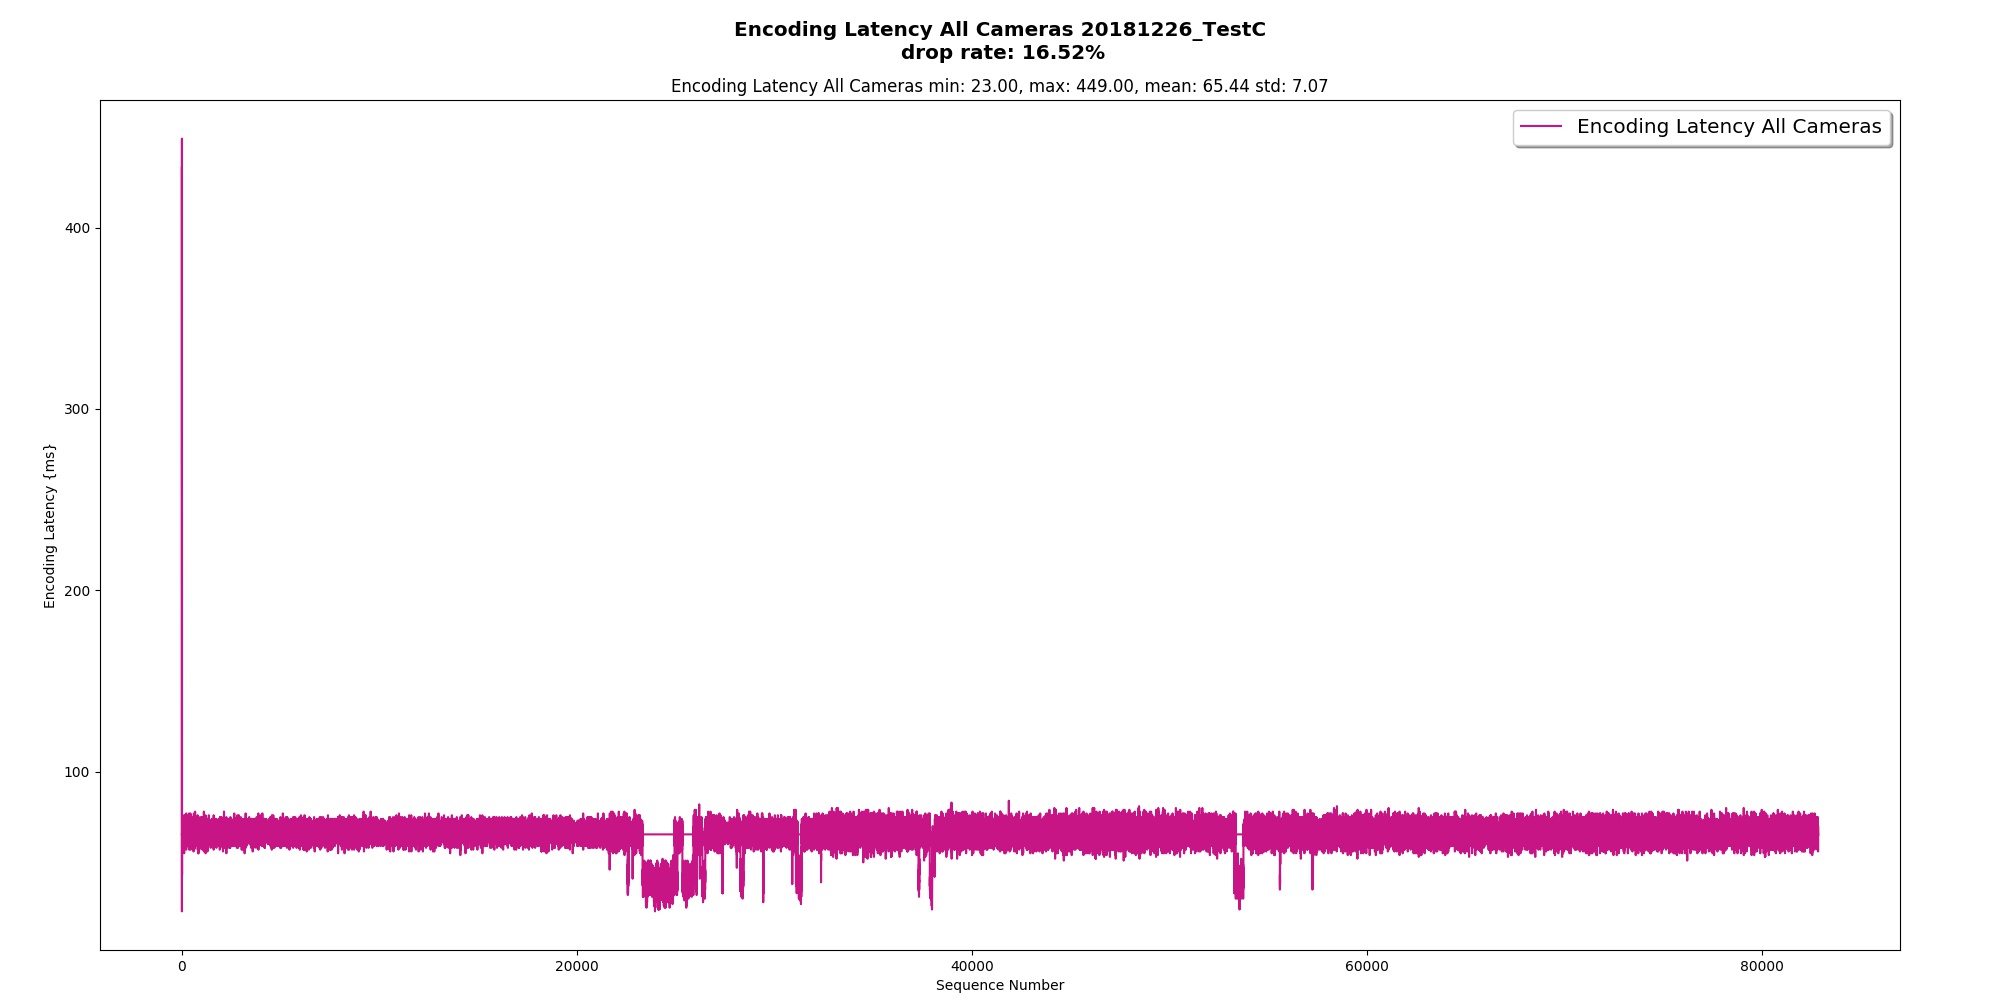 Encoding Latency All Cameras 20181226_TestC
drop rate: 16.52%
Encoding Latency All Cameras min: 23.00, max: 449.00, mean: 65.44 std: 7.07
Encoding Latency All Cameras
400
300
200
100
Encoding Latency {ms}
0 20000 40000 60000 80000
Sequence Number